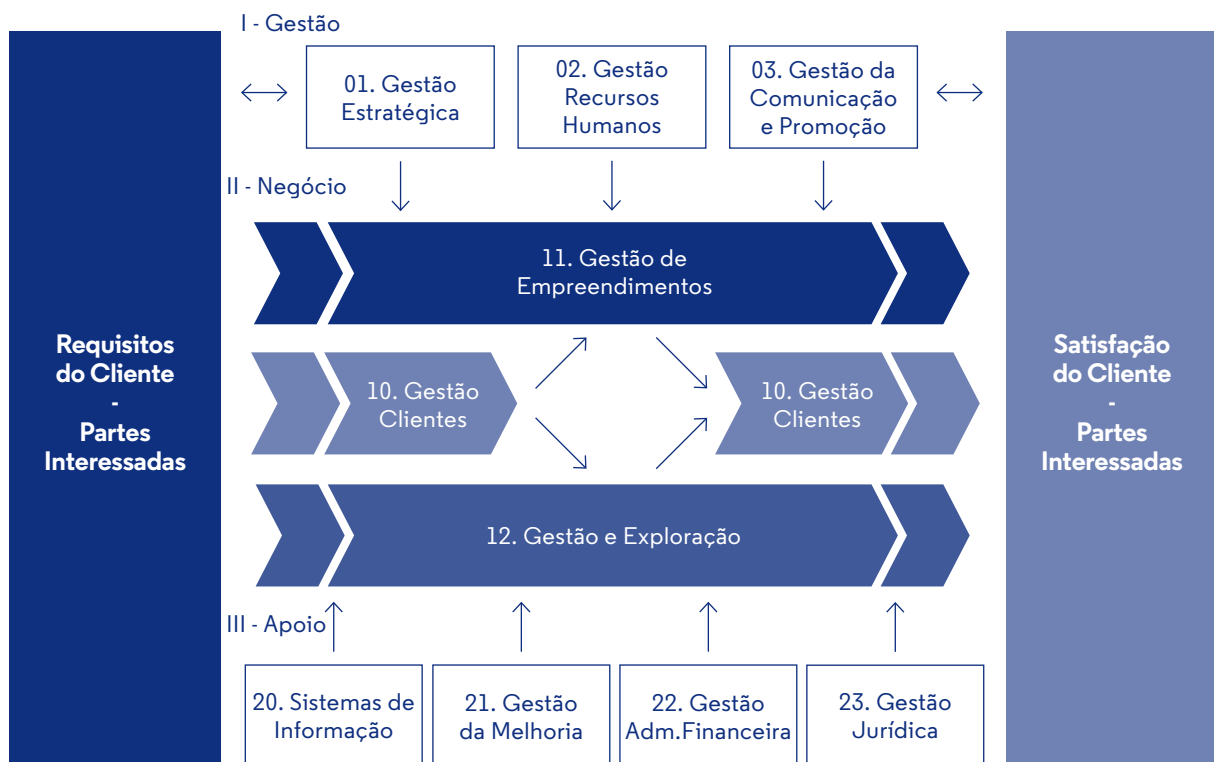 I - Gestão
01. Gestão
Estratégica
02. Gestão
Recursos
Humanos
03. Gestão da
Comunicação
e Promoção
II - Negócio
11. Gestão de
Empreendimentos
Requisitos
do Cliente
-
Partes
Interessadas
10. Gestão
Clientes
10. Gestão
Clientes
Satisfação
do Cliente
-
Partes
Interessadas
12. Gestão e Exploração
III - Apoio
20. Sistemas de
Informação
21. Gestão
da Melhoria
22. Gestão
Adm.Financeira
23. Gestão
Jurídica